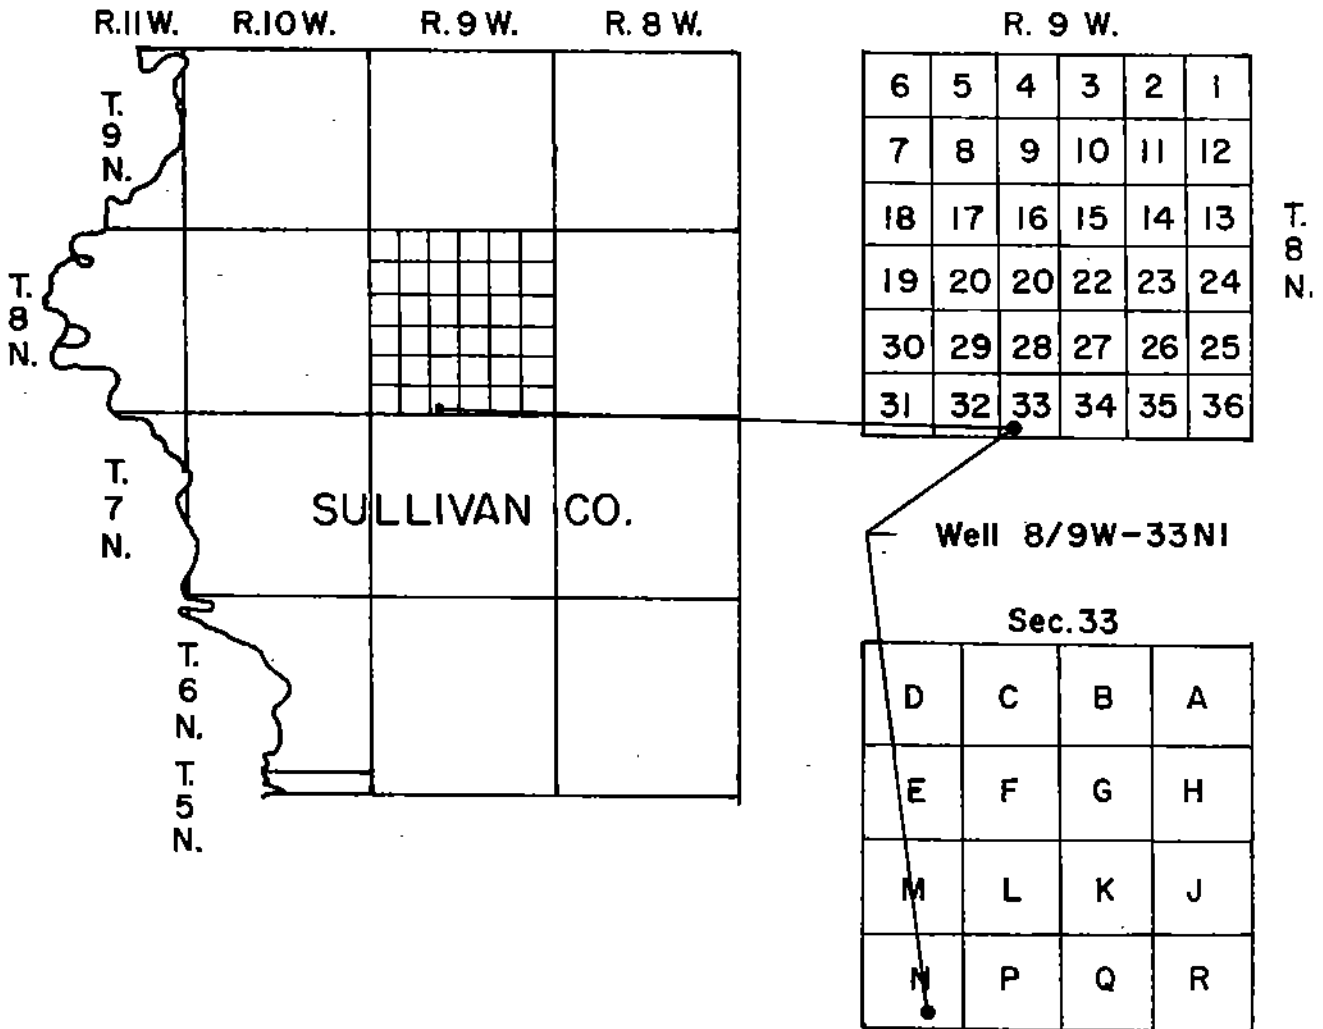 R.11 W. R.10 W. R. 9 W. R. 8 W.
T.
9
N.
T.
8
N.
T.
7
N.
SULLIVAN CO.
T.
6
N.
T.
5
N.
R. 9 W.
6 5 4 3 2 1
7 8 9 10 11 12
18 17 16 15 14 13
19 20 20 22 23 24
30 29 28 27 26 25
31 32 33 34 35 36
T.
8
N.
Well 8/9W-33N1
Sec. 33
D C B A
E F G H
M L K J
N P Q R